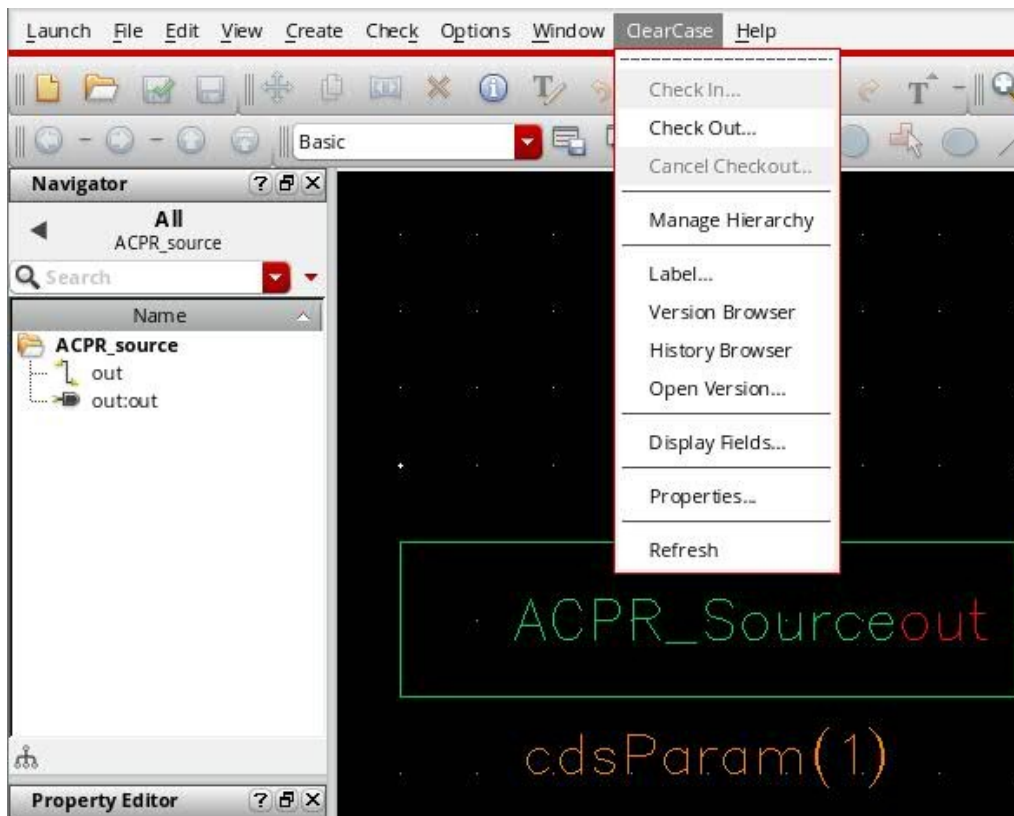 Launch File Edit View Create Check Options Window ClearCase Help
Basic
Navigator
All
ACPR_source
Search
Name
ACPR_source
out
out:out
Property Editor
Check In...
Check Out...
Cancel Checkout...
Manage Hierarchy
Label...
Version Browser
History Browser
Open Version...
Display Fields...
Properties...
Refresh
ACPR_Sourceout
cdsParam(1)